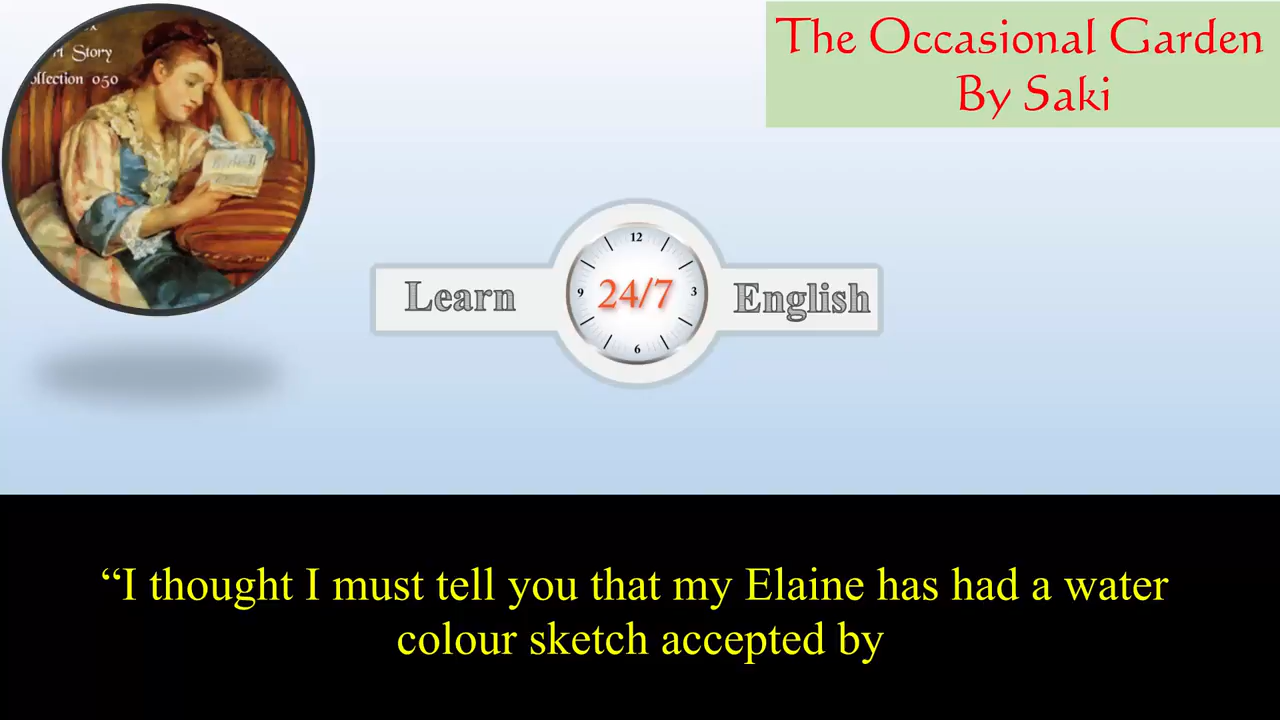 Story
Collection 050
The Occasional Garden
By Saki
Learn
24/7
English
12
3
6
9
“I thought I must tell you that my Elaine has had a water
colour sketch accepted by